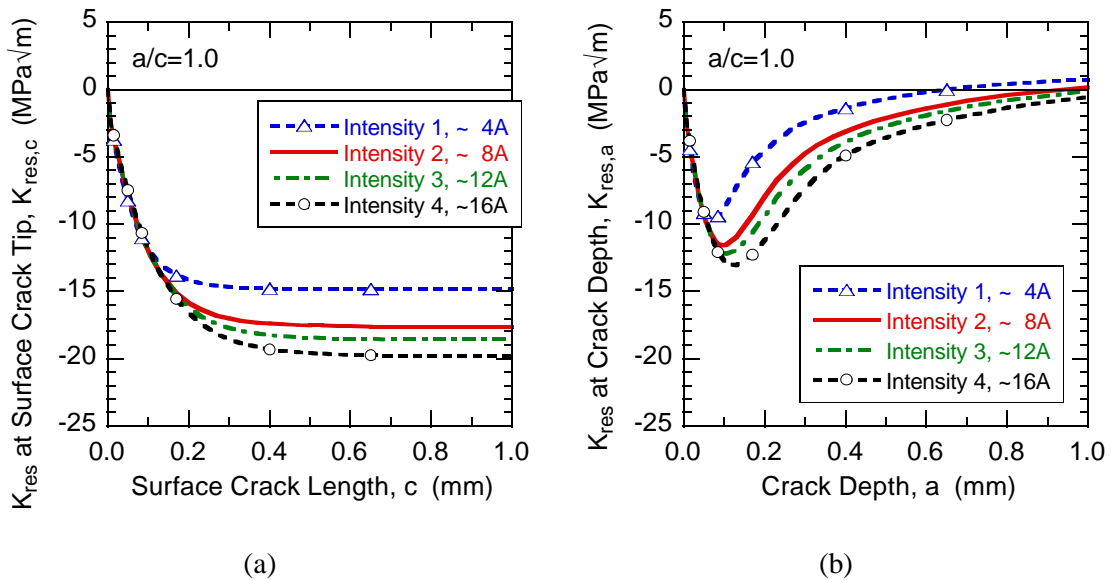 K_res at Surface Crack Tip, K_res,c (MPa√m)
5
0
-5
-10
-15
-20
-25
a/c=1.0
Intensity 1, ~ 4A
Intensity 2, ~ 8A
Intensity 3, ~12A
Intensity 4, ~16A
0.0 0.2 0.4 0.6 0.8 1.0
Surface Crack Length, c (mm)
(a)
K_res at Crack Depth, K_res,a (MPa√m)
5
0
-5
-10
-15
-20
-25
a/c=1.0
Intensity 1, ~ 4A
Intensity 2, ~ 8A
Intensity 3, ~12A
Intensity 4, ~16A
0.0 0.2 0.4 0.6 0.8 1.0
Crack Depth, a (mm)
(b)